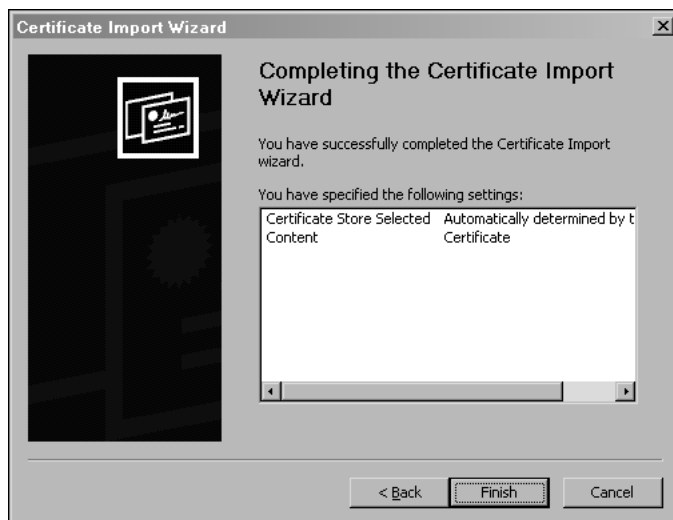 Certificate Import Wizard
Completing the Certificate Import
Wizard
You have successfully completed the Certificate Import
wizard.
You have specified the following settings:
Certificate Store Selected Automatically determined by t
Content Certificate
< Back Finish Cancel